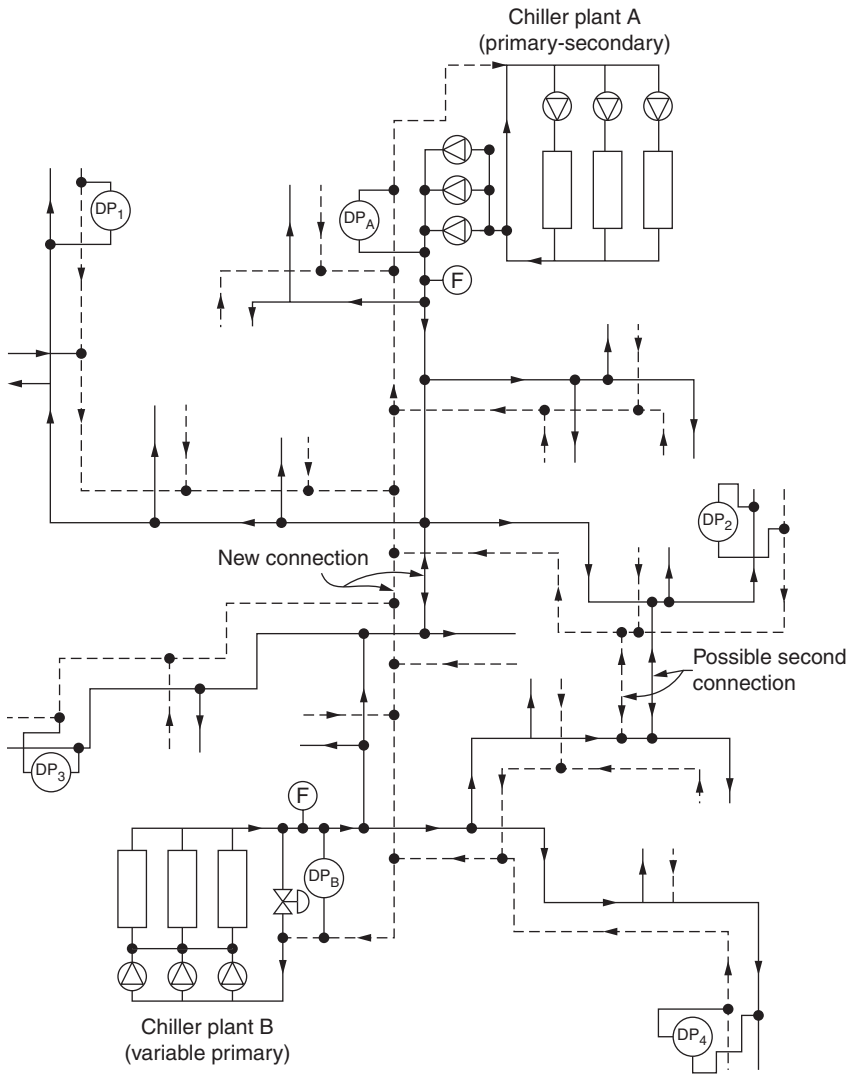 Chiller plant A
(primary-secondary)
DP1
DPA
F
DP2
New connection
Possible second
connection
DP3
F
DPB
Chiller plant B
(variable primary)
DP4